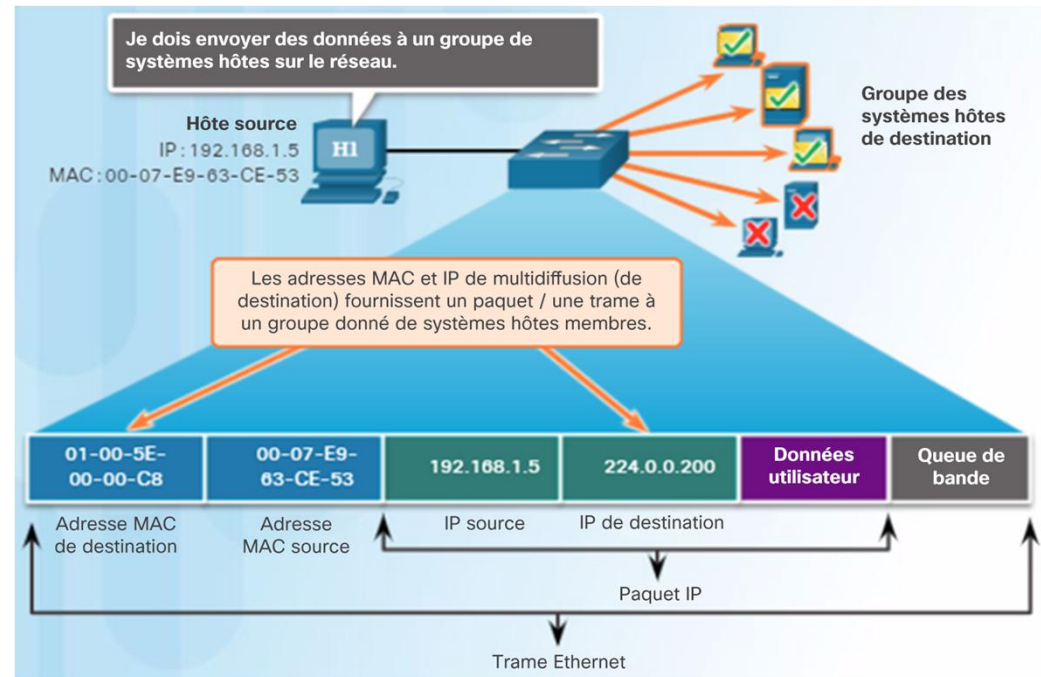 Je dois envoyer des données à un groupe de
systèmes hôtes sur le réseau.
Hôte source
IP : 192.168.1.5
MAC : 00-07-E9-63-CE-53
H1
Groupe des
systèmes hôtes
de destination
Les adresses MAC et IP de multidiffusion (de
destination) fournissent un paquet / une trame à
un groupe donné de systèmes hôtes membres.
01-00-5E-
00-00-C8
00-07-E9-
63-CE-53
192.168.1.5
224.0.0.200
Données
utilisateur
Queue de
bande
Adresse MAC
de destination
Adresse
MAC source
IP source
IP de destination
Paquet IP
Trame Ethernet